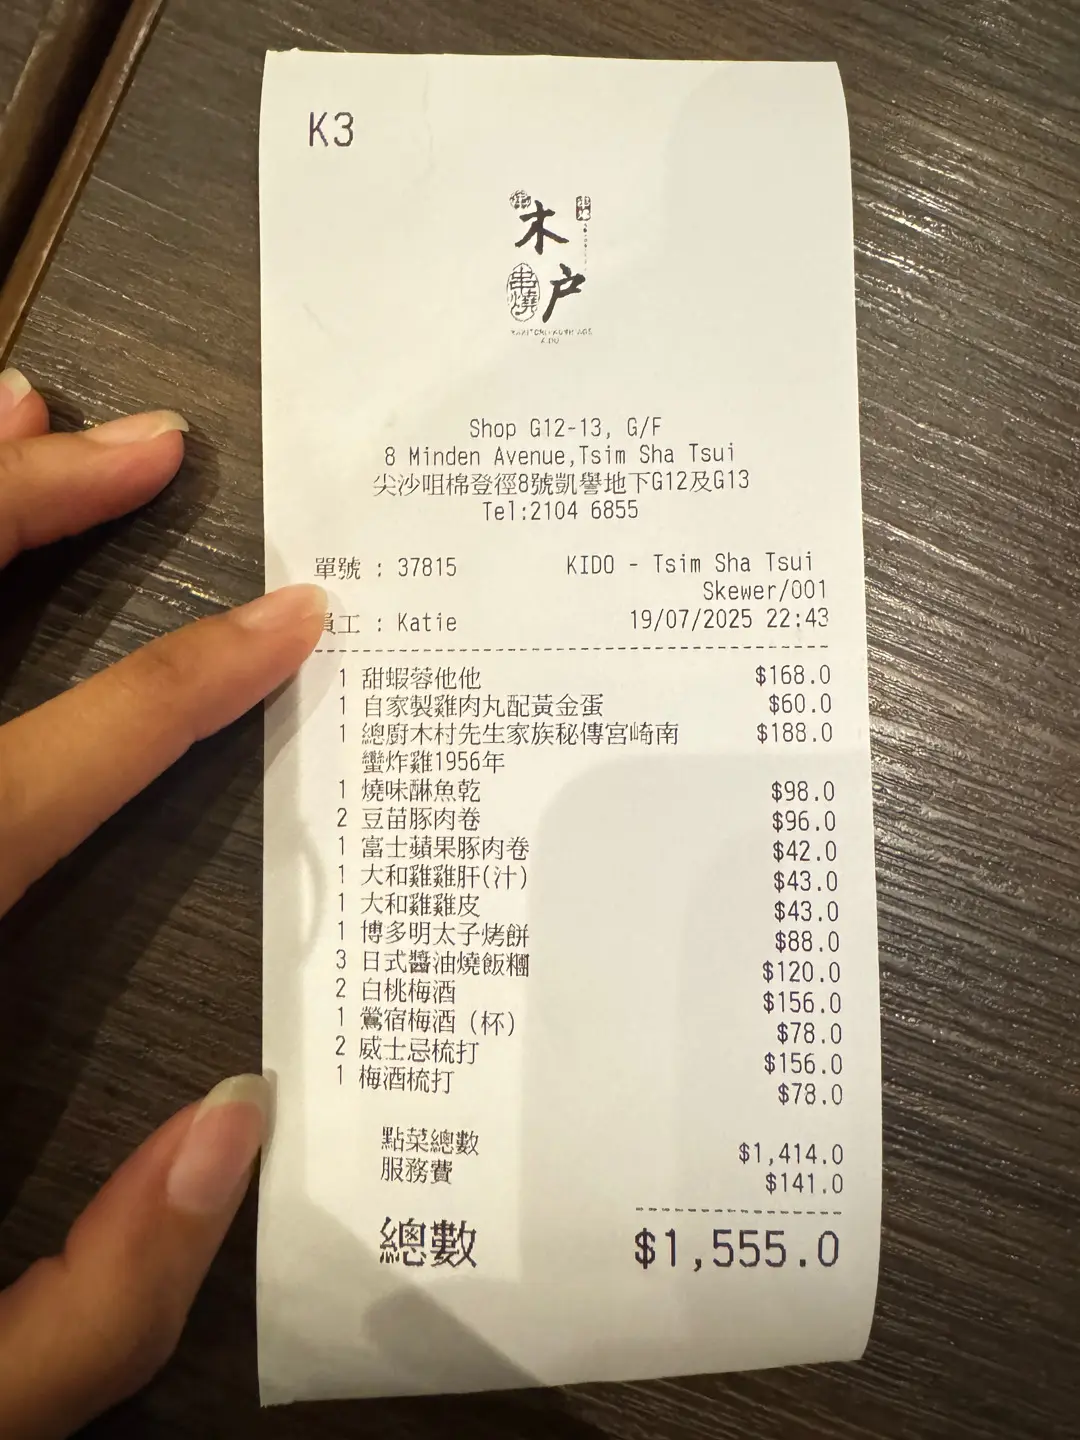 K3
木
户
串燒
Shop G12-13, G/F
8 Minden Avenue,Tsim Sha Tsui
尖沙咀棉登徑8號凱譽地下G12及G13
Tel:2104 6855
單號 : 37815 KIDO - Tsim Sha Tsui
Skewer/001
員工 : Katie 19/07/2025 22:43
1 甜蝦蓉他他 $168.0
1 自家製雞肉丸配黃金蛋 $60.0
1 總廚木村先生家族秘傳宮崎南 $188.0
蠻炸雞1956年
1 燒味醂魚乾 $98.0
2 豆苗豚肉卷 $96.0
1 富士蘋果豚肉卷 $42.0
1 大和雞雞肝(汁) $43.0
1 大和雞雞皮 $43.0
1 博多明太子烤餅 $88.0
3 日式醬油燒飯糰 $120.0
2 白桃梅酒 $156.0
1 鶯宿梅酒 (杯) $78.0
2 威士忌梳打 $156.0
1 梅酒梳打 $78.0
點菜總數 $1,414.0
服務費 $141.0
總數 $1,555.0